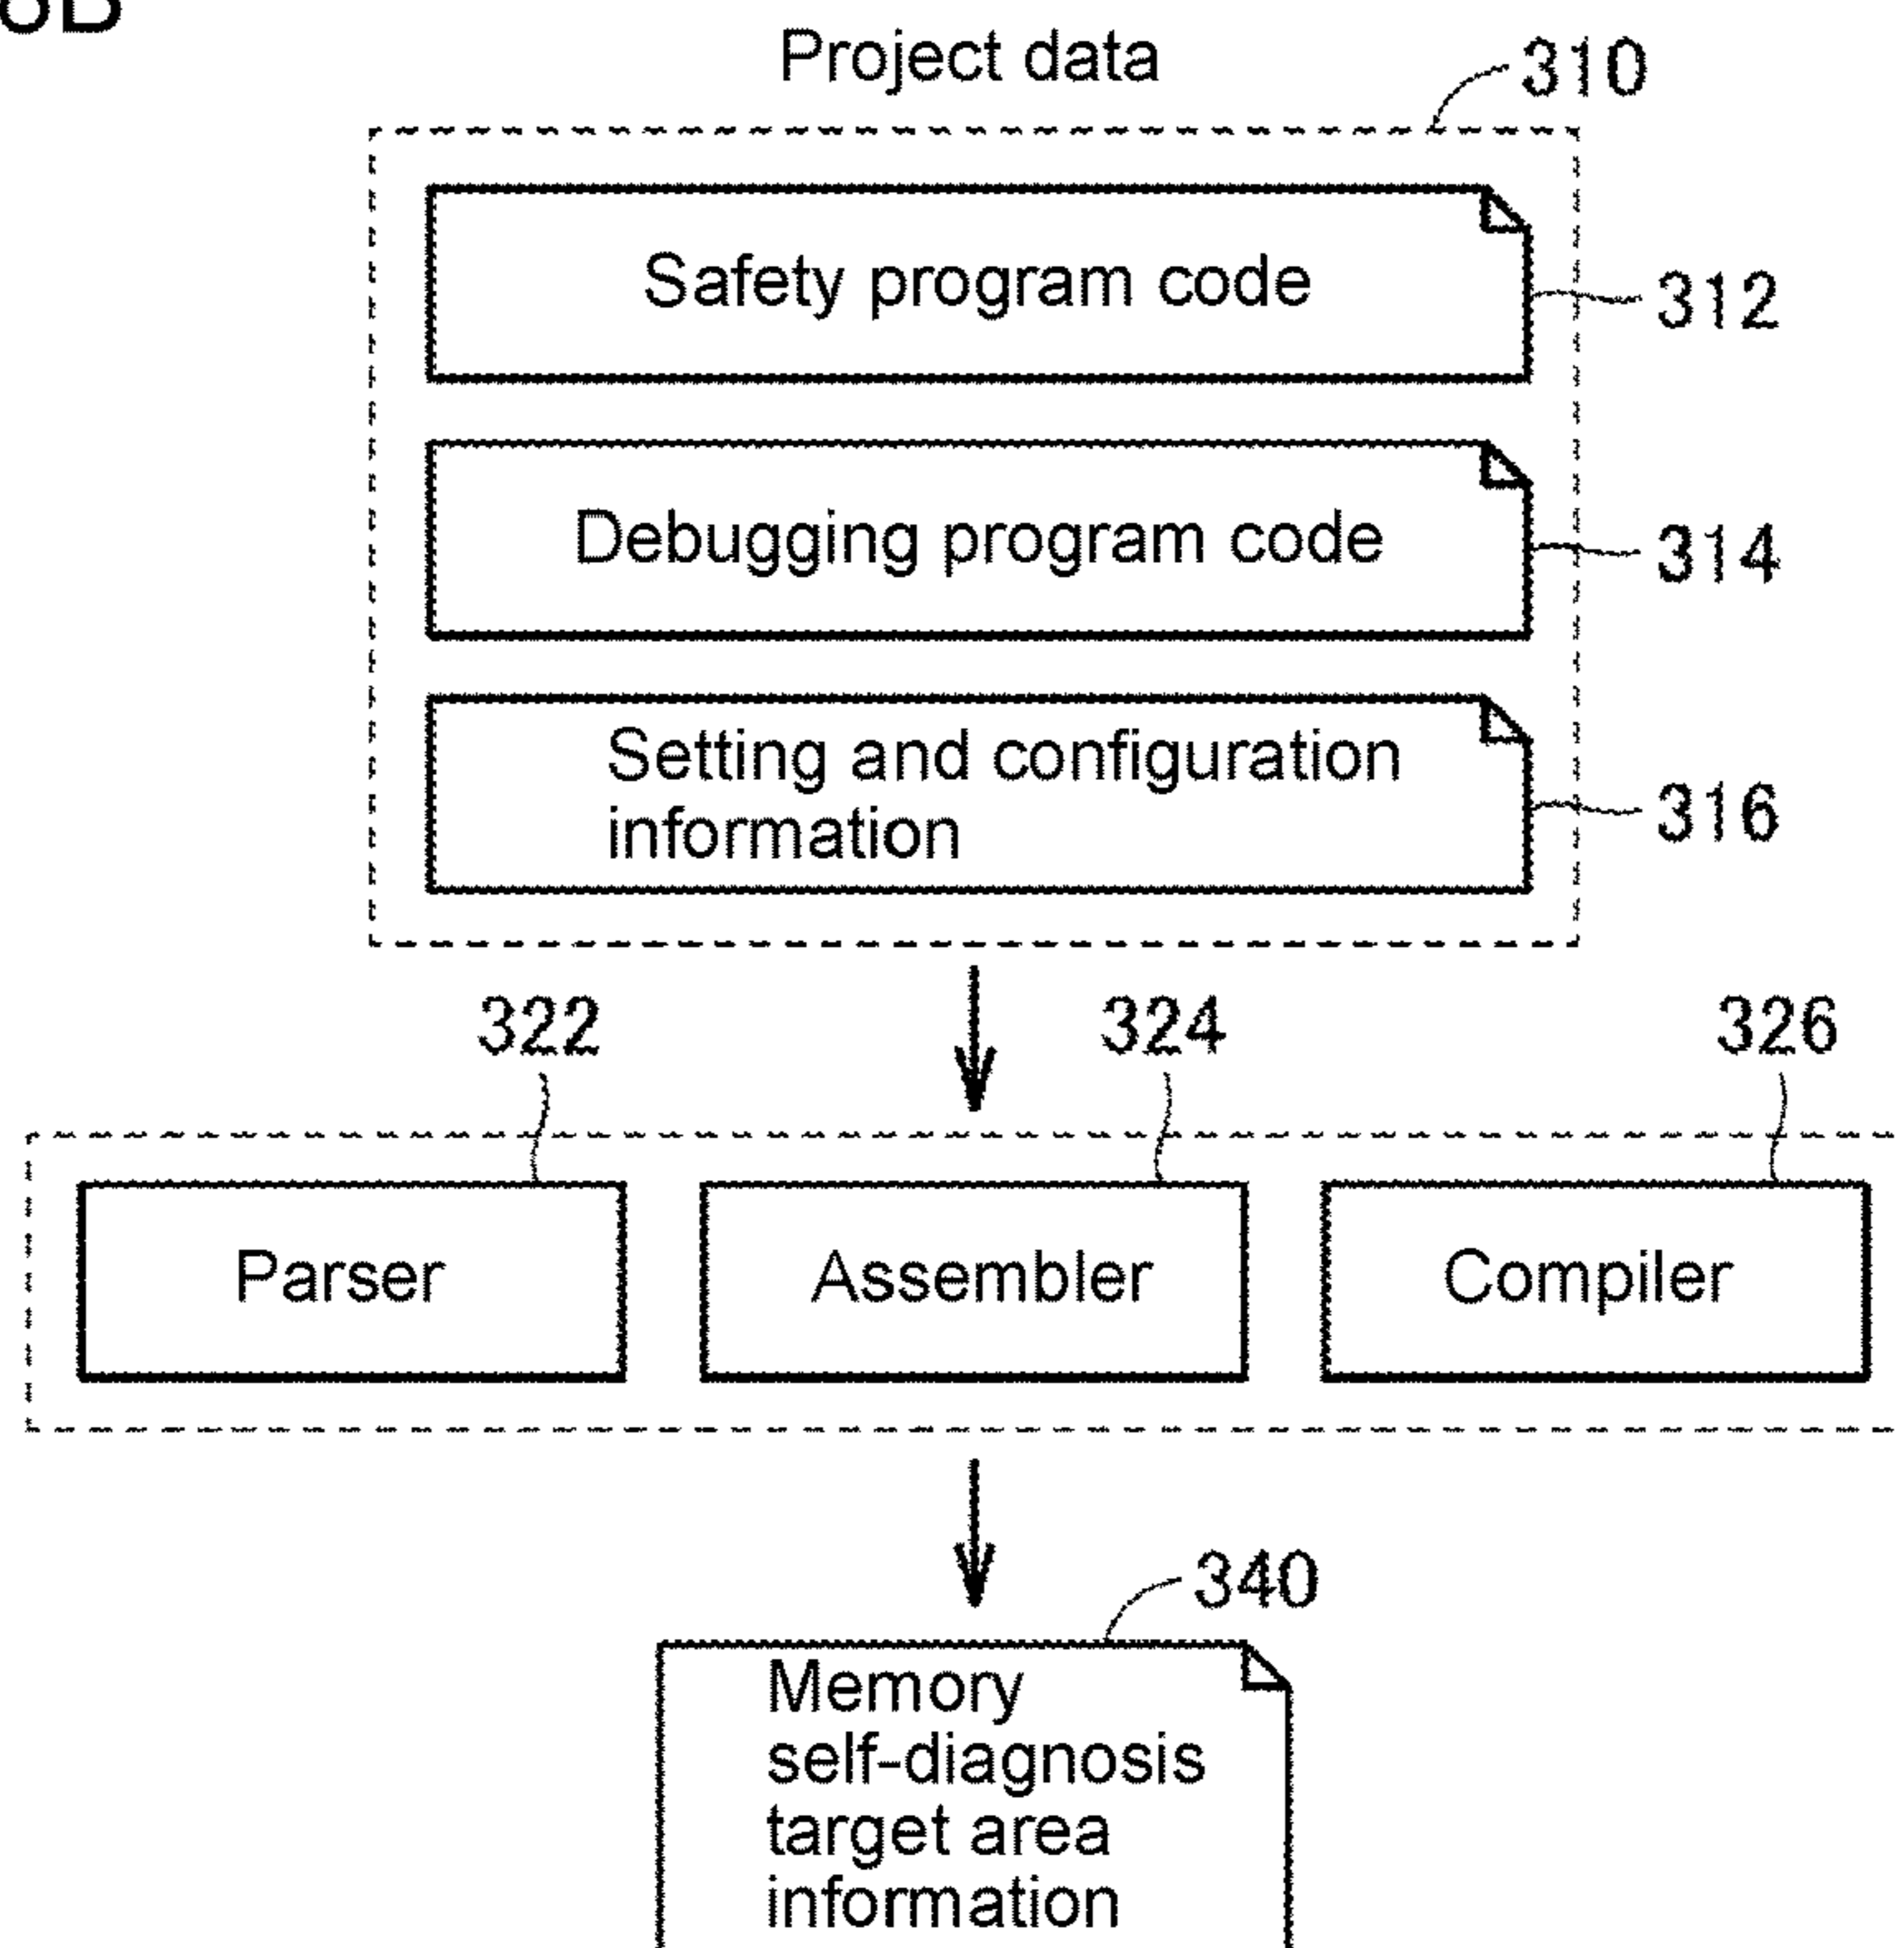 Project data
310
Safety program code
312
Debugging program code
314
Setting and configuration
information
316
322
324
326
Parser
Assembler
Compiler
340
Memory
self-diagnosis
target area
information